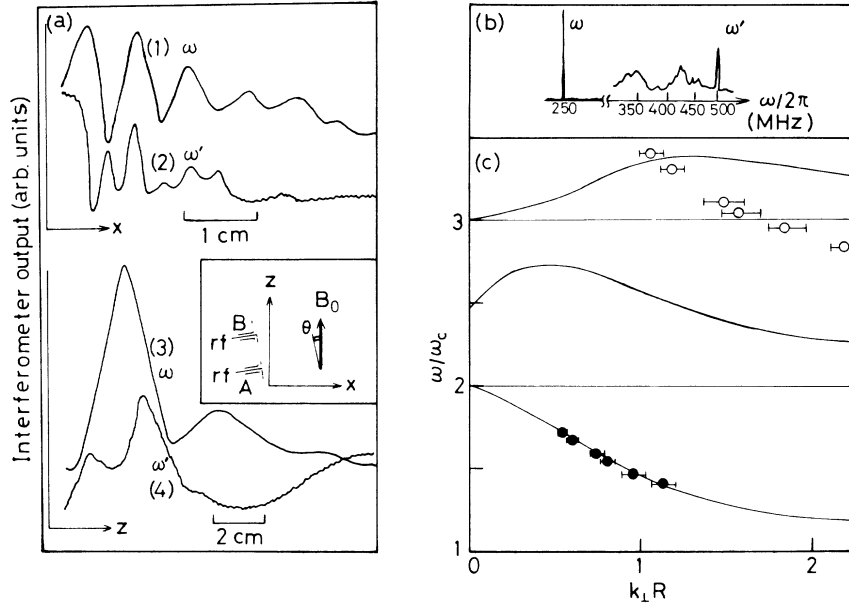 (a)
(1)
ω
(2)
ω'
x
1 cm
Interferometer output (arb. units)
z
B₀
θ
B
rf
rf
A
x
(3)
ω
ω'
(4)
z
2 cm
(b)
ω
ω'
250
350 400 450 500
ω/2π
(MHz)
(c)
3
2
1
ω/ωc
0
1
2
k⊥R